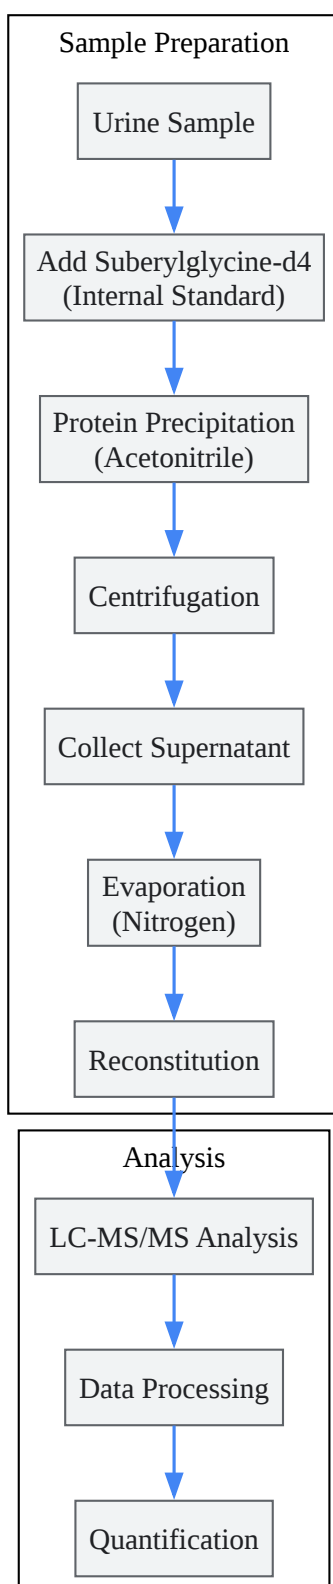 Sample Preparation
Urine Sample
Add Suberylglycine-d4
(Internal Standard)
Protein Precipitation
(Acetonitrile)
Centrifugation
Collect Supernatant
Evaporation
(Nitrogen)
Reconstitution
Analysis
LC-MS/MS Analysis
Data Processing
Quantification